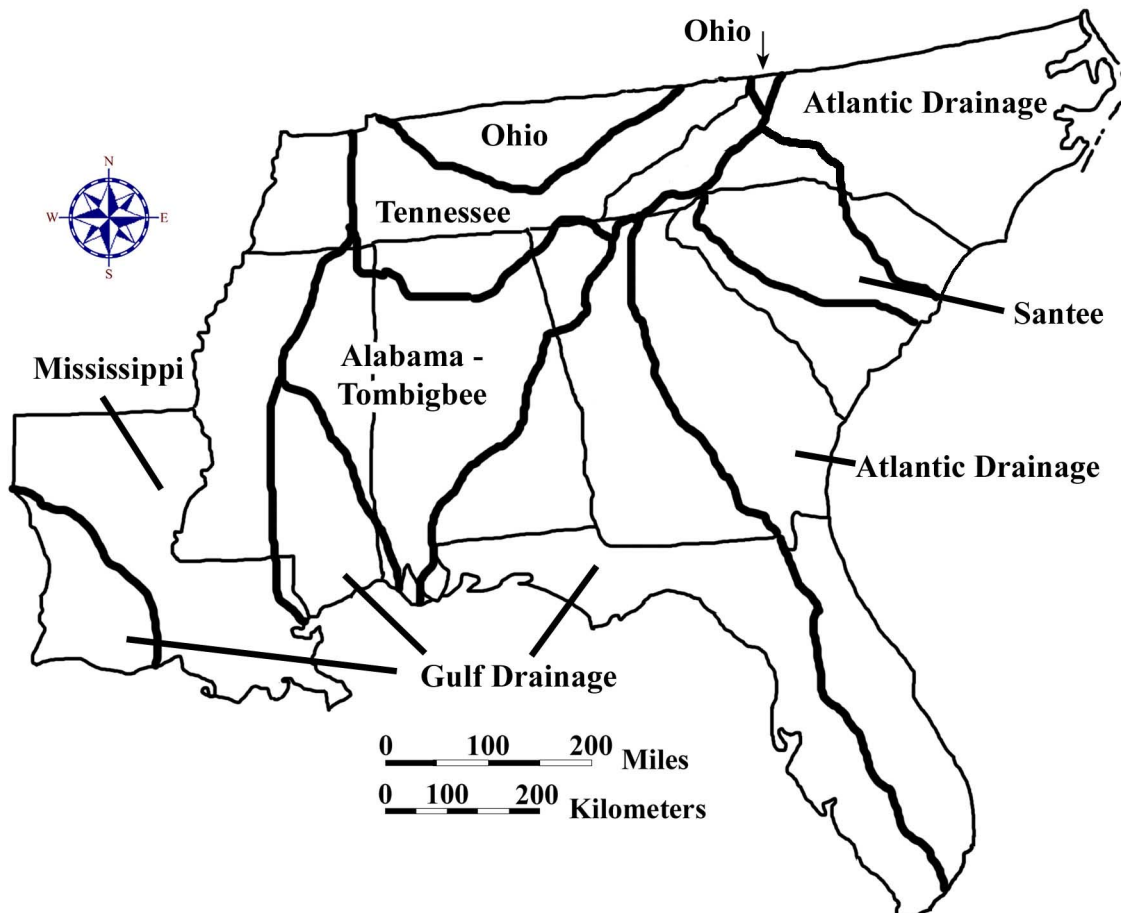 Ohio
Atlantic Drainage
Ohio
N
W E
S
Tennessee
Santee
Alabama -
Tombigbee
Mississippi
Atlantic Drainage
Gulf Drainage
0 100 200 Miles
0 100 200 Kilometers